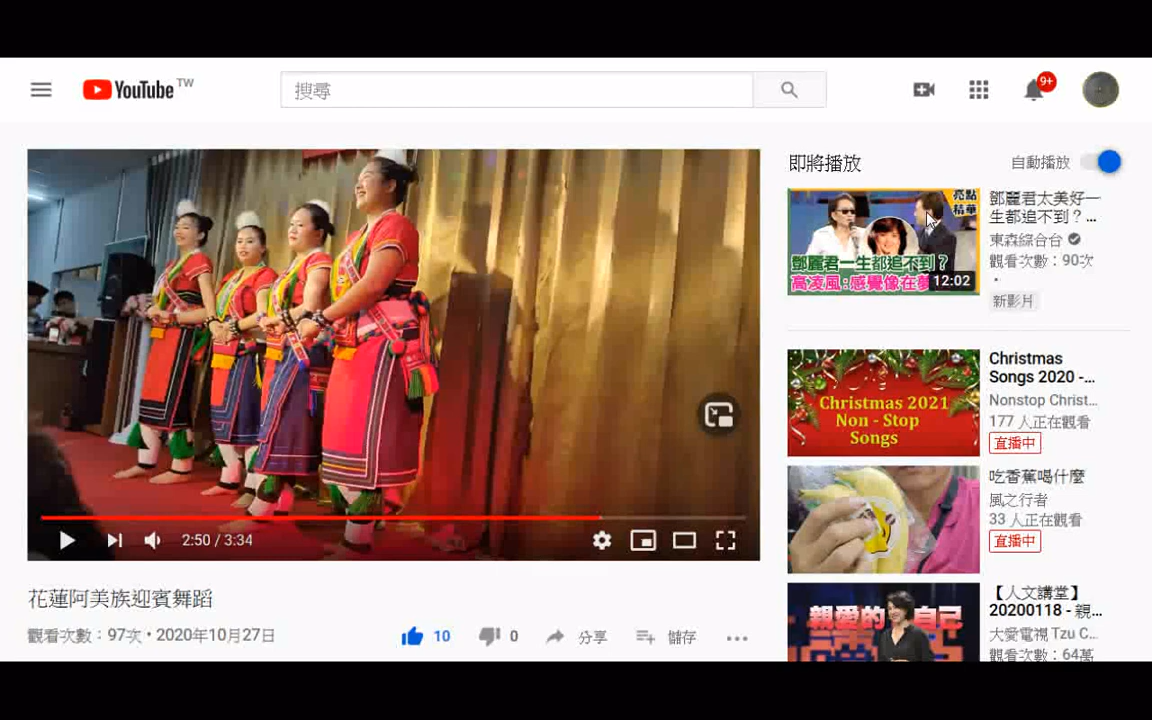 YouTube TW
搜尋
9+
即將播放
自動播放
亮點
精華
鄧麗君一生都追不到？
高凌風:感覺像在
12:02
鄧麗君太美好一
生都追不到？...
東森綜合台
觀看次數：90次
新影片
Christmas 2021
Non - Stop
Songs
Christmas
Songs 2020 -...
Nonstop Christ...
177 人正在觀看
直播中
吃香蕉喝什麼
風之行者
33 人正在觀看
直播中
親愛的 自己
【人文講堂】
20200118 - 親...
大愛電視 Tzu C...
觀看次數：64萬
2:50 / 3:34
花蓮阿美族迎賓舞蹈
觀看次數：97次 • 2020年10月27日
10
0
分享
儲存